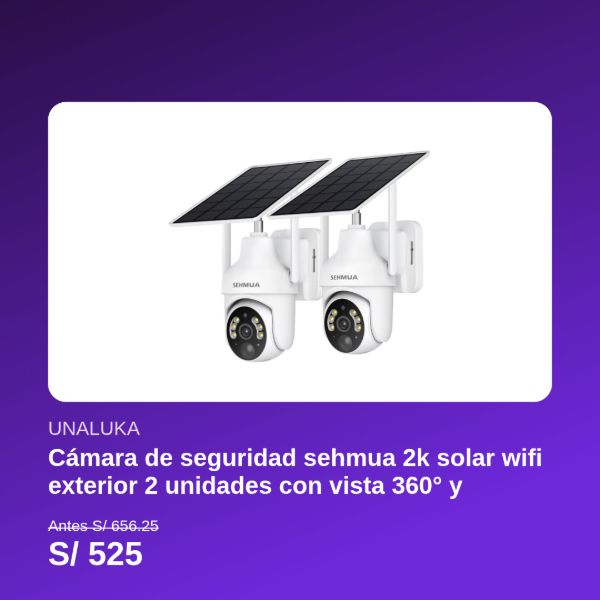 SEHMUA
SEHMUA
UNALUKA
Cámara de seguridad sehmua 2k solar wifi
exterior 2 unidades con vista 360° y
Antes S/ 656.25
S/ 525